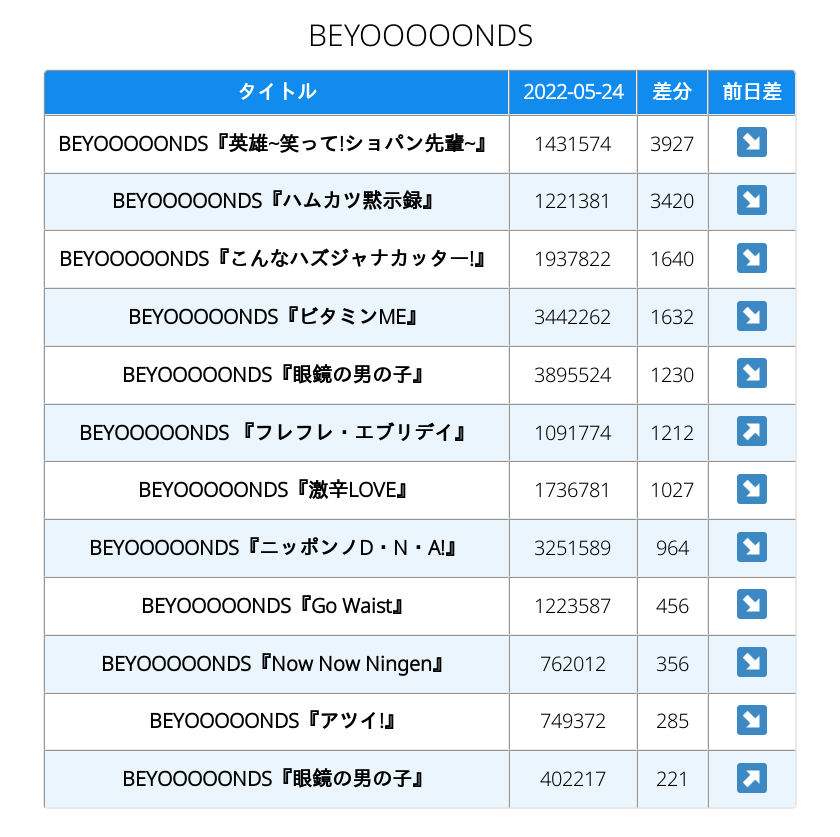 BEYOOOOONDS
タイトル 2022-05-24 差分 前日差
BEYOOOOONDS『英雄~笑って!ショパン先輩~』 1431574 3927 ↘
BEYOOOOONDS『ハムカツ黙示録』 1221381 3420 ↘
BEYOOOOONDS『こんなハズジャナカッター!』 1937822 1640 ↘
BEYOOOOONDS『ビタミンME』 3442262 1632 ↘
BEYOOOOONDS『眼鏡の男の子』 3895524 1230 ↘
BEYOOOOONDS 『フレフレ・エブリデイ』 1091774 1212 ↗
BEYOOOOONDS『激辛LOVE』 1736781 1027 ↘
BEYOOOOONDS『ニッポンノD・N・A!』 3251589 964 ↘
BEYOOOOONDS『Go Waist』 1223587 456 ↘
BEYOOOOONDS『Now Now Ningen』 762012 356 ↘
BEYOOOOONDS『アツイ!』 749372 285 ↘
BEYOOOOONDS『眼鏡の男の子』 402217 221 ↗